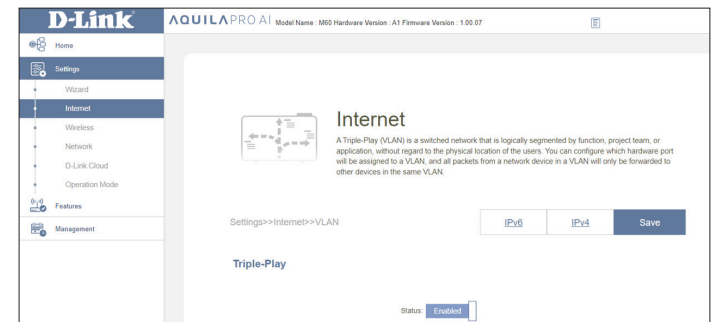 D-Link
AQUILA PRO AI Model Name : M60 Hardware Version : A1 Firmware Version : 1.00.07
Home
Settings
Wizard
Internet
Wireless
Network
D-Link Cloud
Operation Mode
Features
Management
Internet
A Triple-Play (VLAN) is a switched network that is logically segmented by function, project team, or
application, without regard to the physical location of the users. You can configure which hardware port
will be assigned to a VLAN, and all packets from a network device in a VLAN will only be forwarded to
other devices in the same VLAN.
Settings>>Internet>>VLAN
IPv6 IPv4 Save
Triple-Play
Status: Enabled